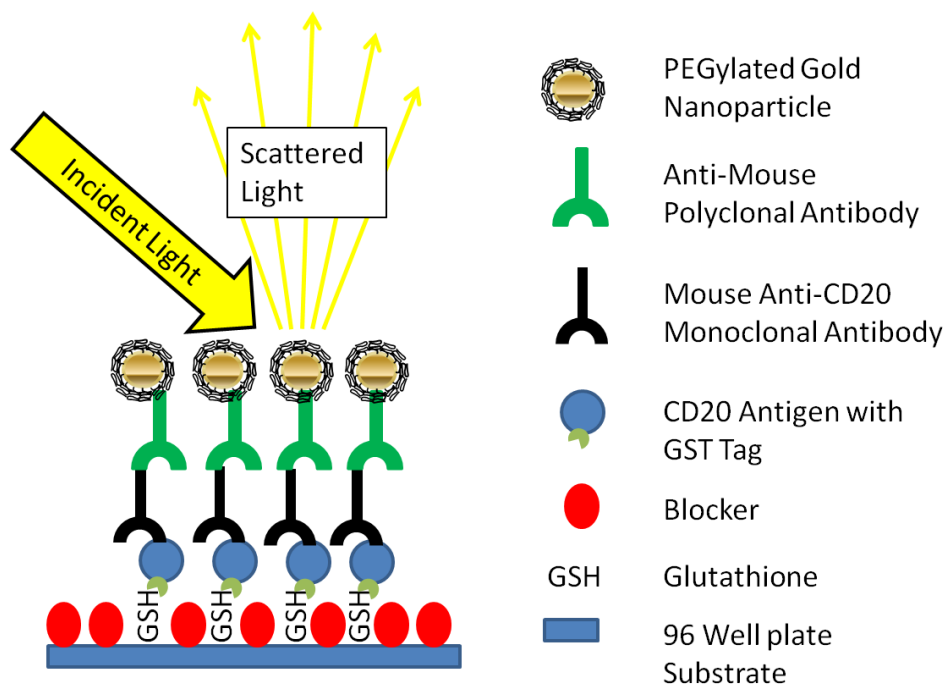 Incident Light
Scattered
Light
GSH
GSH
GSH
GSH
PEGylated Gold
Nanoparticle
Anti-Mouse
Polyclonal Antibody
Mouse Anti-CD20
Monoclonal Antibody
CD20 Antigen with
GST Tag
Blocker
GSH Glutathione
96 Well plate
Substrate